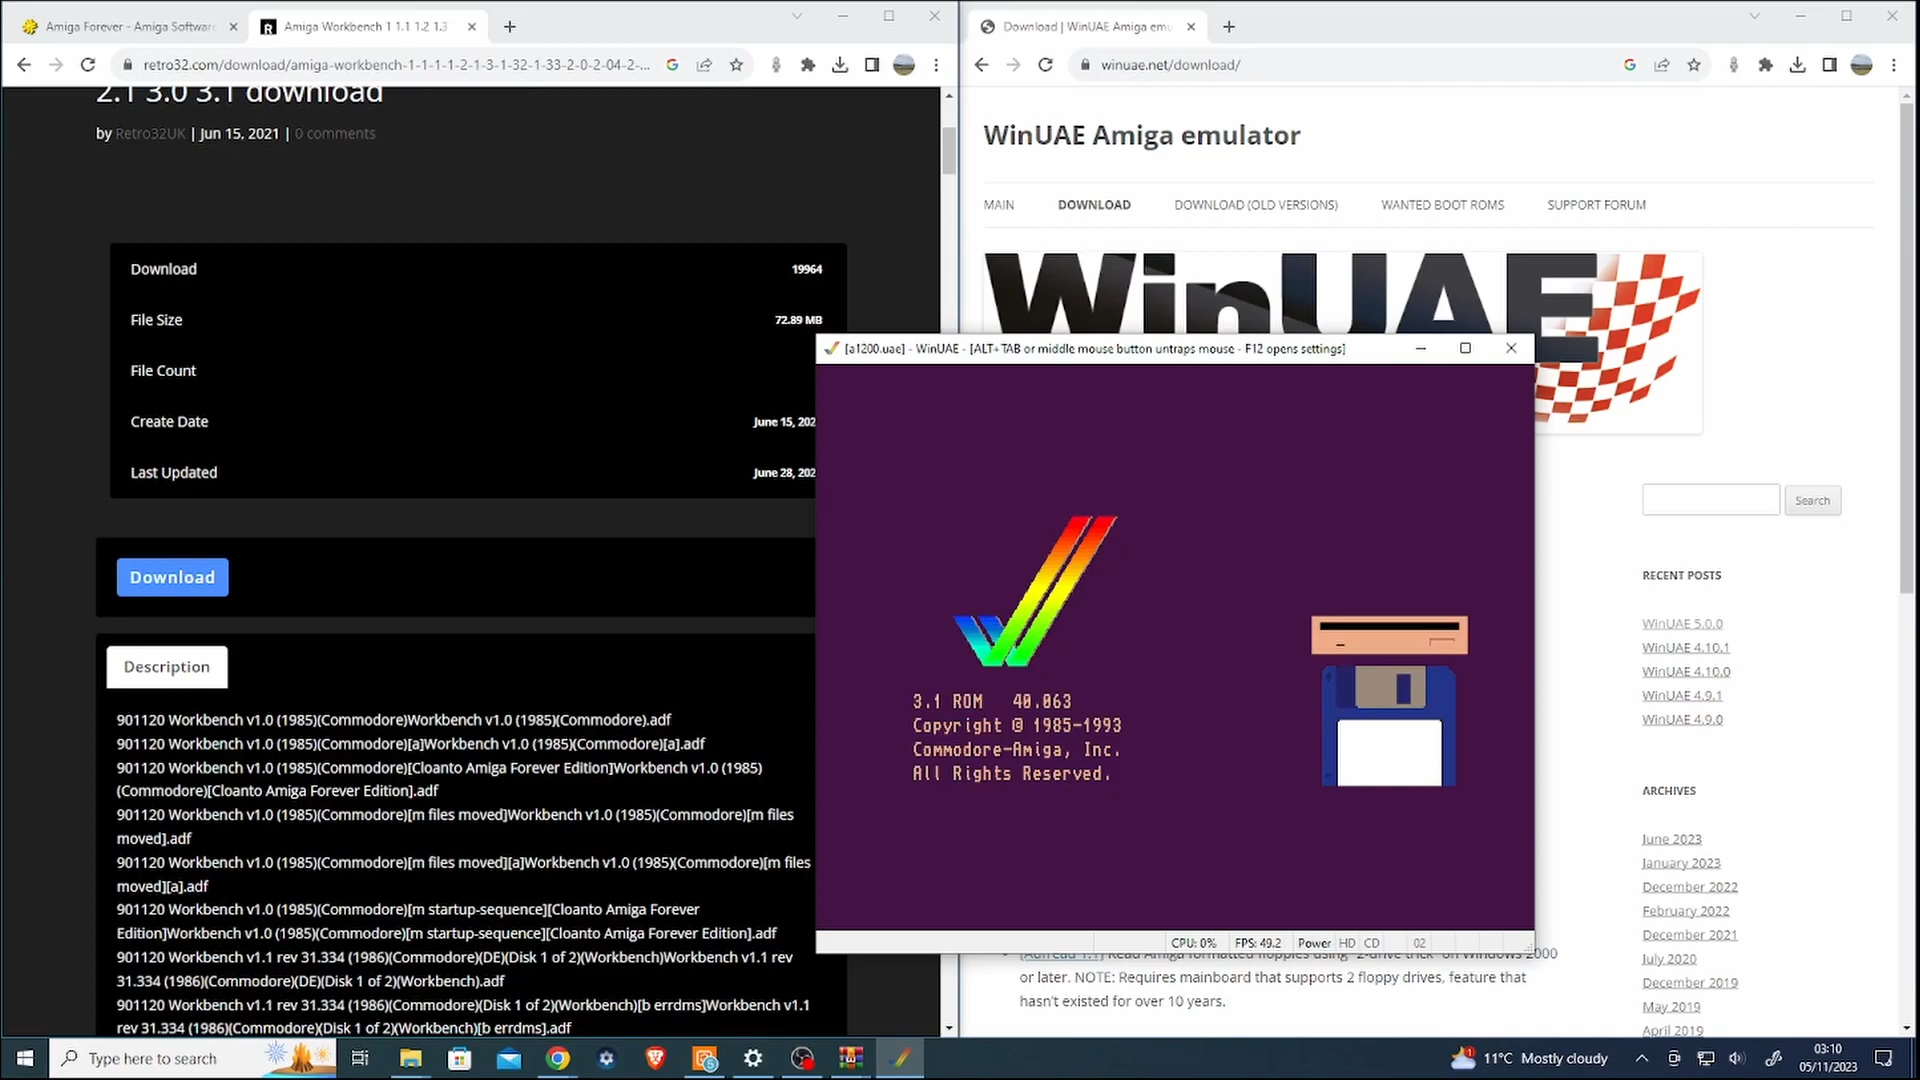 Amiga Forever - Amiga Software
Amiga Workbench 1 1.1 1.2 1.3
retro32.com/download/amiga-workbench-1-1-1-1-2-1-3-1-32-1-33-2-0-2-04-2-...
2.1 3.0 3.1 download
by Retro32UK | Jun 15, 2021 | 0 comments
Download 19964
File Size 72.89 MB
File Count
Create Date June 15, 202
Last Updated June 28, 202
Download
Description
901120 Workbench v1.0 (1985)(Commodore)Workbench v1.0 (1985)(Commodore).adf
901120 Workbench v1.0 (1985)(Commodore)[a]Workbench v1.0 (1985)(Commodore)[a].adf
901120 Workbench v1.0 (1985)(Commodore)[Cloanto Amiga Forever Edition]Workbench v1.0 (1985)
(Commodore)[Cloanto Amiga Forever Edition].adf
901120 Workbench v1.0 (1985)(Commodore)[m files moved]Workbench v1.0 (1985)(Commodore)[m files
moved].adf
901120 Workbench v1.0 (1985)(Commodore)[m files moved][a]Workbench v1.0 (1985)(Commodore)[m files
moved][a].adf
901120 Workbench v1.0 (1985)(Commodore)[m startup-sequence][Cloanto Amiga Forever
Edition]Workbench v1.0 (1985)(Commodore)[m startup-sequence][Cloanto Amiga Forever Edition].adf
901120 Workbench v1.1 rev 31.334 (1986)(Commodore)(DE)(Disk 1 of 2)(Workbench)Workbench v1.1 rev
31.334 (1986)(Commodore)(DE)(Disk 1 of 2)(Workbench).adf
901120 Workbench v1.1 rev 31.334 (1986)(Commodore)(Disk 1 of 2)(Workbench)[b errdms]Workbench v1.1
rev 31.334 (1986)(Commodore)(Disk 1 of 2)(Workbench)[b errdms].adf
Download | WinUAE Amiga emu
winuae.net/download/
WinUAE Amiga emulator
MAIN DOWNLOAD DOWNLOAD (OLD VERSIONS) WANTED BOOT ROMS SUPPORT FORUM
WinUAE
[a1200.uae] - WinUAE - [ALT+TAB or middle mouse button untraps mouse - F12 opens settings]
3.1 ROM 40.063
Copyright © 1985-1993
Commodore-Amiga, Inc.
All Rights Reserved.
CPU: 0% FPS: 49.2 Power HD CD 02
or later. NOTE: Requires mainboard that supports 2 floppy drives, feature that
hasn't existed for over 10 years.
Search
RECENT POSTS
WinUAE 5.0.0
WinUAE 4.10.1
WinUAE 4.10.0
WinUAE 4.9.1
WinUAE 4.9.0
ARCHIVES
June 2023
January 2023
December 2022
February 2022
December 2021
July 2020
December 2019
May 2019
April 2019
Type here to search
11°C Mostly cloudy
03:10
05/11/2023